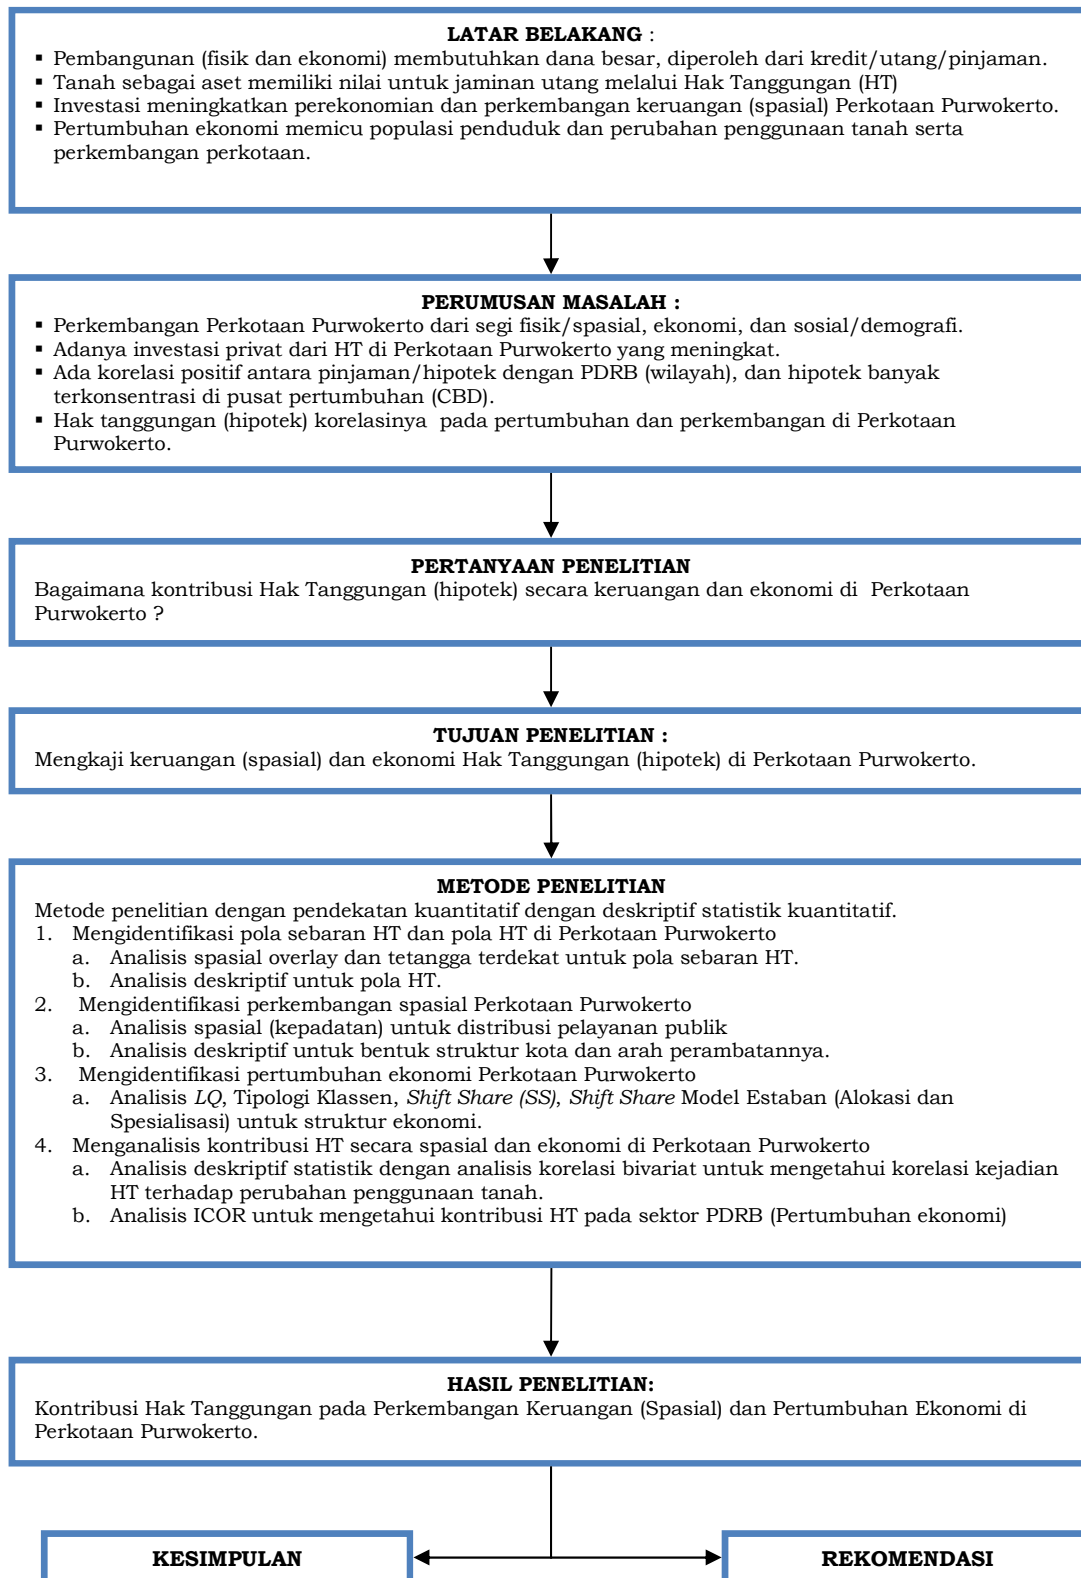 LATAR BELAKANG :
▪ Pembangunan (fisik dan ekonomi) membutuhkan dana besar, diperoleh dari kredit/utang/pinjaman.
▪ Tanah sebagai aset memiliki nilai untuk jaminan utang melalui Hak Tanggungan (HT)
▪ Investasi meningkatkan perekonomian dan perkembangan keruangan (spasial) Perkotaan Purwokerto.
▪ Pertumbuhan ekonomi memicu populasi penduduk dan perubahan penggunaan tanah serta
perkembangan perkotaan.
PERUMUSAN MASALAH :
▪ Perkembangan Perkotaan Purwokerto dari segi fisik/spasial, ekonomi, dan sosial/demografi.
▪ Adanya investasi privat dari HT di Perkotaan Purwokerto yang meningkat.
▪ Ada korelasi positif antara pinjaman/hipotek dengan PDRB (wilayah), dan hipotek banyak
terkonsentrasi di pusat pertumbuhan (CBD).
▪ Hak tanggungan (hipotek) korelasinya pada pertumbuhan dan perkembangan di Perkotaan
Purwokerto.
PERTANYAAN PENELITIAN
Bagaimana kontribusi Hak Tanggungan (hipotek) secara keruangan dan ekonomi di Perkotaan
Purwokerto ?
TUJUAN PENELITIAN :
Mengkaji keruangan (spasial) dan ekonomi Hak Tanggungan (hipotek) di Perkotaan Purwokerto.
METODE PENELITIAN
Metode penelitian dengan pendekatan kuantitatif dengan deskriptif statistik kuantitatif.
1. Mengidentifikasi pola sebaran HT dan pola HT di Perkotaan Purwokerto
a. Analisis spasial overlay dan tetangga terdekat untuk pola sebaran HT.
b. Analisis deskriptif untuk pola HT.
2. Mengidentifikasi perkembangan spasial Perkotaan Purwokerto
a. Analisis spasial (kepadatan) untuk distribusi pelayanan publik
b. Analisis deskriptif untuk bentuk struktur kota dan arah perambatannya.
3. Mengidentifikasi pertumbuhan ekonomi Perkotaan Purwokerto
a. Analisis LQ, Tipologi Klassen, Shift Share (SS), Shift Share Model Estaban (Alokasi dan
Spesialisasi) untuk struktur ekonomi.
4. Menganalisis kontribusi HT secara spasial dan ekonomi di Perkotaan Purwokerto
a. Analisis deskriptif statistik dengan analisis korelasi bivariat untuk mengetahui korelasi kejadian
HT terhadap perubahan penggunaan tanah.
b. Analisis ICOR untuk mengetahui kontribusi HT pada sektor PDRB (Pertumbuhan ekonomi)
HASIL PENELITIAN:
Kontribusi Hak Tanggungan pada Perkembangan Keruangan (Spasial) dan Pertumbuhan Ekonomi di
Perkotaan Purwokerto.
KESIMPULAN
REKOMENDASI